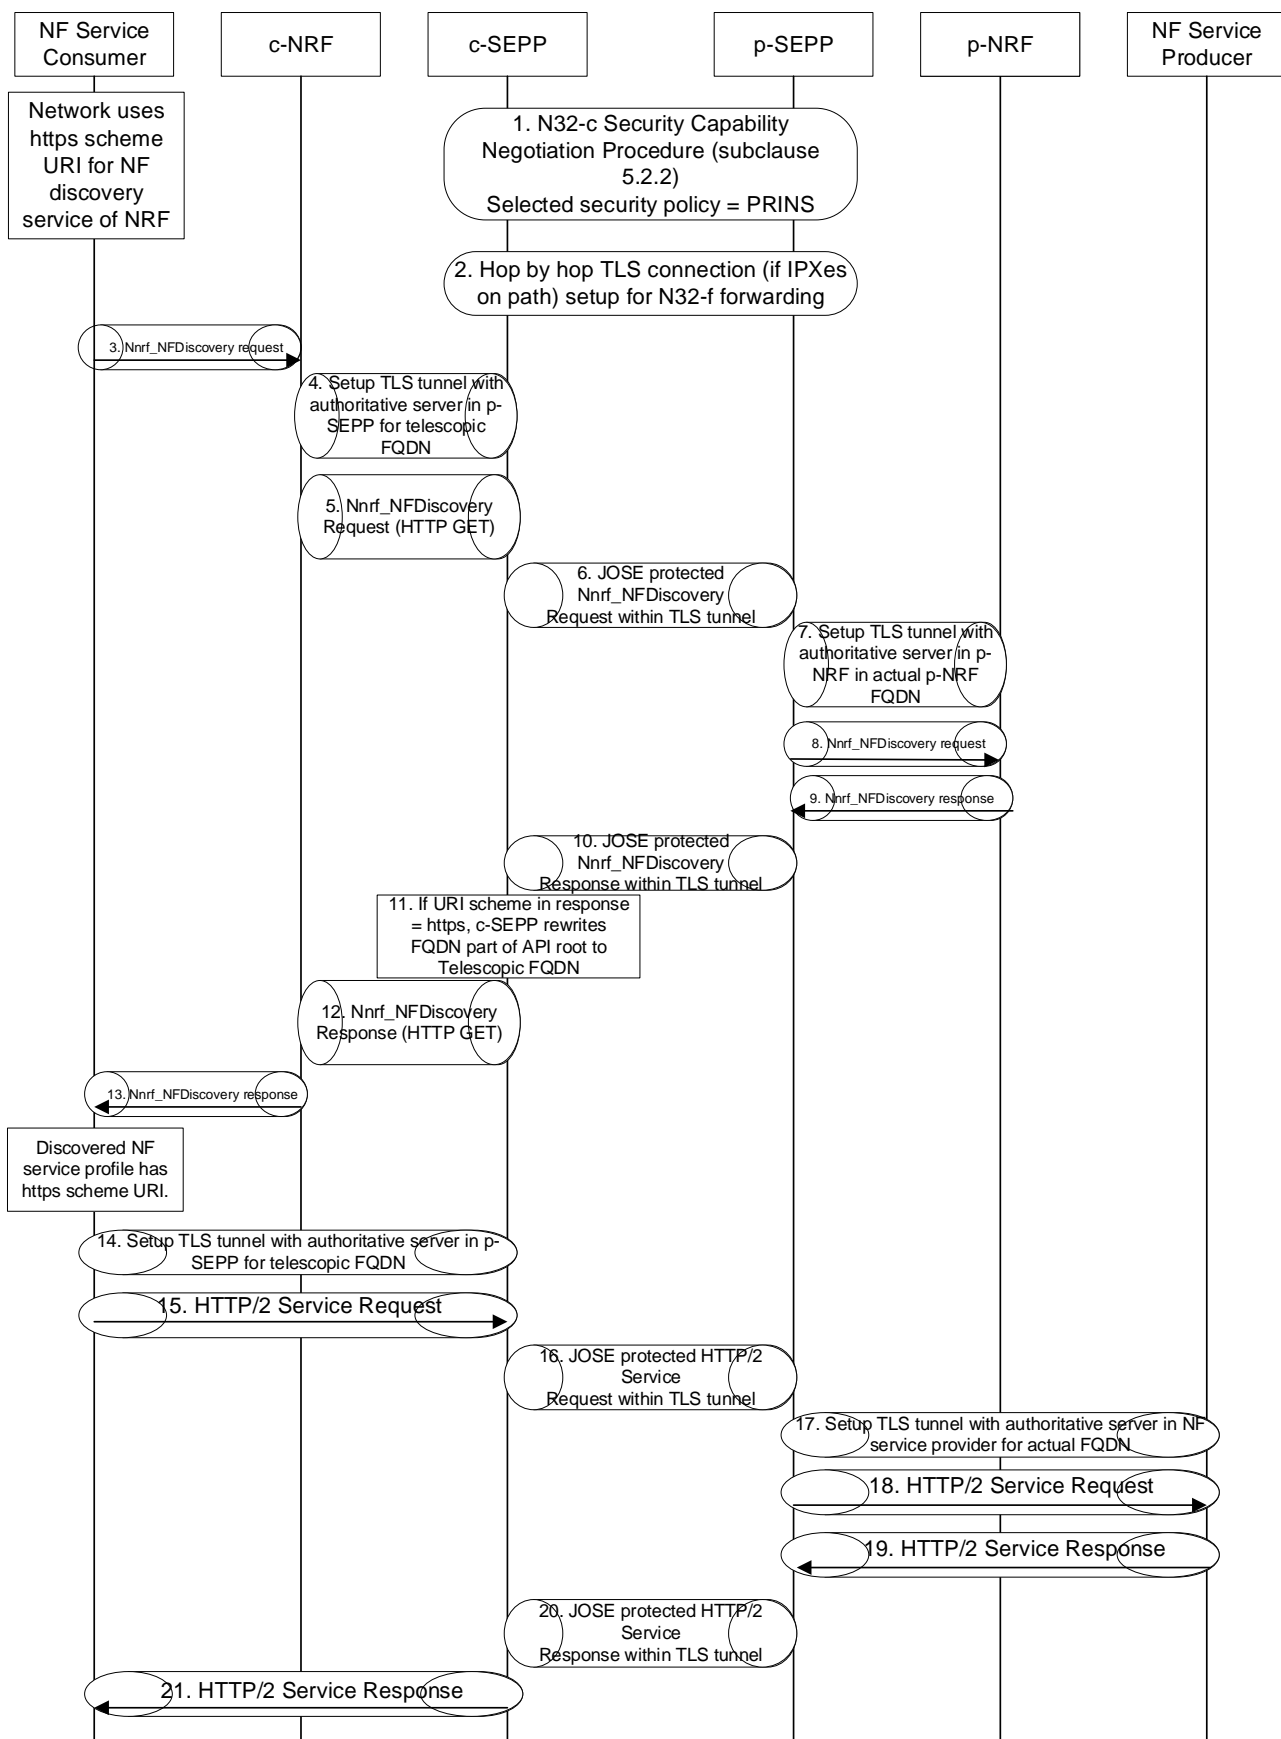 NF Service
Consumer
c-NRF
c-SEPP
p-SEPP
p-NRF
NF Service
Producer
Network uses
https scheme
URI for NF
discovery
service of NRF
1. N32-c Security Capability
Negotiation Procedure (subclause
5.2.2)
Selected security policy = PRINS
2. Hop by hop TLS connection (if IPXes
on path) setup for N32-f forwarding
3. Nnrf_NFDiscovery request
4. Setup TLS tunnel with
authoritative server in p-
SEPP for telescopic
FQDN
5. Nnrf_NFDiscovery
Request (HTTP GET)
6. JOSE protected
Nnrf_NFDiscovery
Request within TLS tunnel
7. Setup TLS tunnel with
authoritative server in p-
NRF in actual p-NRF
FQDN
8. Nnrf_NFDiscovery request
9. Nnrf_NFDiscovery response
10. JOSE protected
Nnrf_NFDiscovery
Response within TLS tunnel
11. If URI scheme in response
= https, c-SEPP rewrites
FQDN part of API root to
Telescopic FQDN
12. Nnrf_NFDiscovery
Response (HTTP GET)
13. Nnrf_NFDiscovery response
Discovered NF
service profile has
https scheme URI.
14. Setup TLS tunnel with authoritative server in p-
SEPP for telescopic FQDN
15. HTTP/2 Service Request
16. JOSE protected HTTP/2
Service
Request within TLS tunnel
17. Setup TLS tunnel with authoritative server in NF
service provider for actual FQDN
18. HTTP/2 Service Request
19. HTTP/2 Service Response
20. JOSE protected HTTP/2
Service
Response within TLS tunnel
21. HTTP/2 Service Response